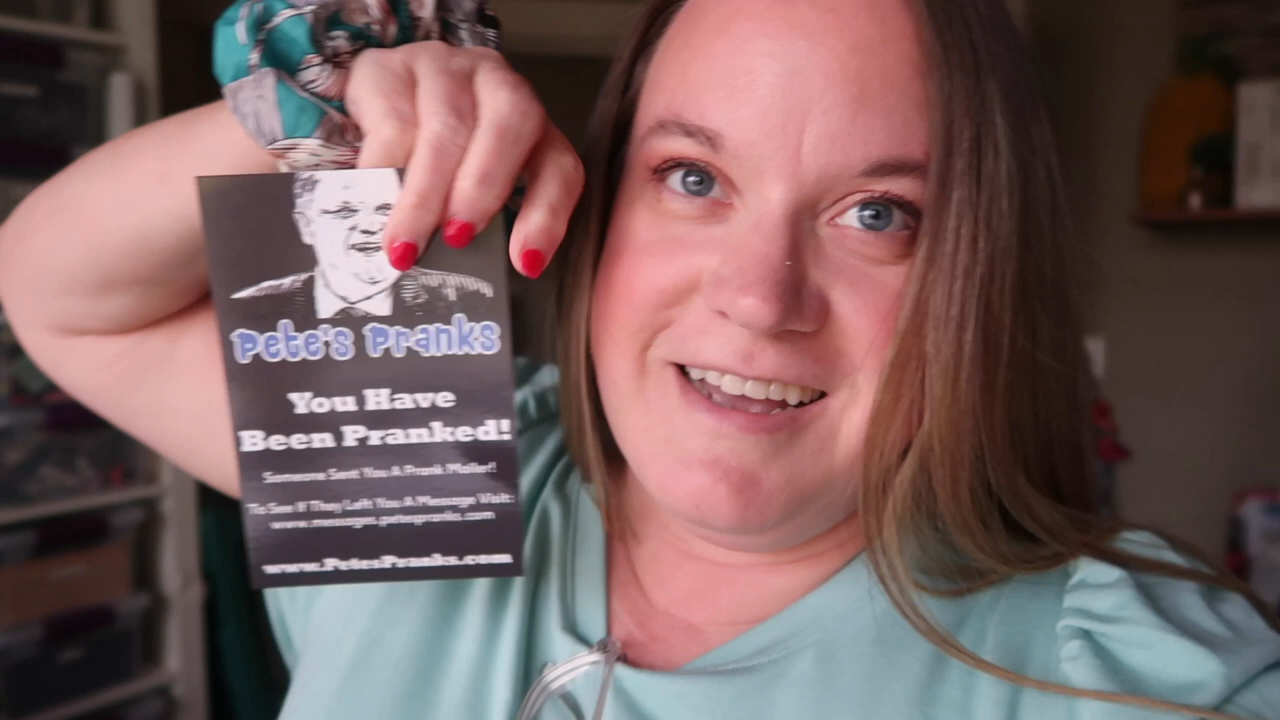 Pete's Pranks
You Have
Been Pranked!
Someone Sent You A Prank Mailer!
To See If They Left You A Message Visit:
www.messages.petespranks.com
www.PetesPranks.com